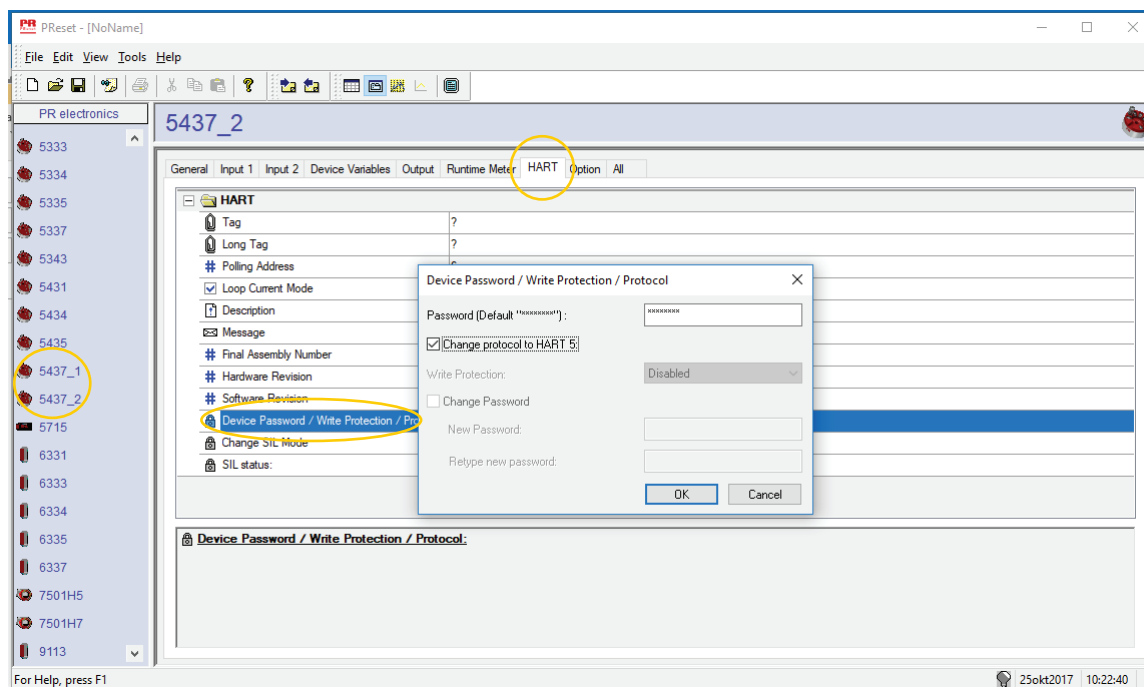 PR PReset - [NoName]
File Edit View Tools Help
PR electronics
5437_2
5333
5334
5335
5337
5343
5431
5434
5435
5437_1
5437_2
5715
6331
6333
6334
6335
6337
7501H5
7501H7
9113
General Input 1 Input 2 Device Variables Output Runtime Meter HART Option All
HART
Tag ?
Long Tag ?
Polling Address
Loop Current Mode
Description
Message
Final Assembly Number
Hardware Revision
Software Revision
Device Password / Write Protection / Pro
Change SIL Mode
SIL status:
Device Password / Write Protection / Protocol
Password (Default "********") : ********
Change protocol to HART 5:
Write Protection: Disabled
Change Password
New Password:
Retype new password:
OK Cancel
Device Password / Write Protection / Protocol:
For Help, press F1 25okt2017 10:22:40